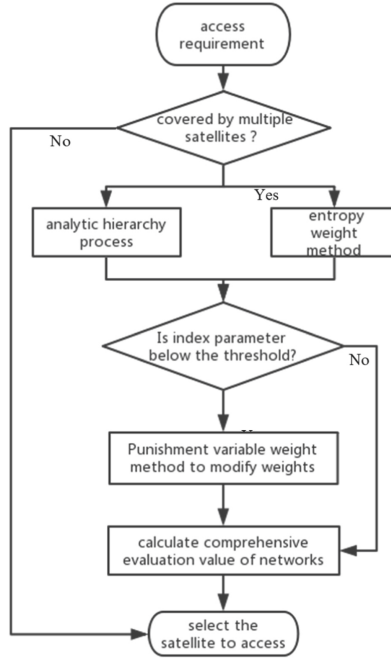 access
requirement
covered by multiple
satellites ?
No
Yes
analytic hierarchy
process
entropy
weight
method
Is index parameter
below the threshold?
No
Punishment variable weight
method to modify weights
calculate comprehensive
evaluation value of networks
select the
satellite to access